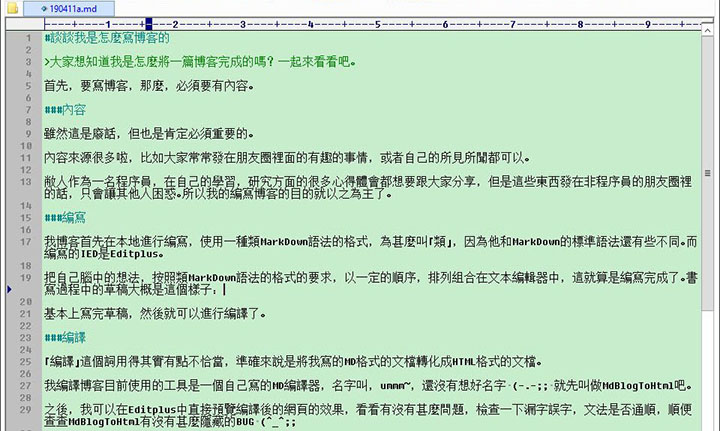 190411a.md
----+----1----+----2----+----3----+----4----+----5----+----6----+----7----+----8----+----9----+--
1 #談談我是怎麼寫博客的
2
3 >大家想知道我是怎麼將一篇博客完成的嗎? 一起來看看吧。
4
5 首先, 要寫博客, 那麼, 必須要有內容。
6
7 ###內容
8
9 雖然這是廢話, 但也是肯定必須重要的。
10
11 內容來源很多啦, 比如大家常常發在朋友圈裡面的有趣的事情, 或者自己的所見所聞都可以。
12
13 敝人作為一名程序員, 在自己的學習, 研究方面的很多心得體會都想要跟大家分享, 但是這些東西發在非程序員的朋友圈裡
的話, 只會讓其他人困惑。所以我的編寫博客的目的就以之為主了。
14
15 ###編寫
16
17 我博客首先在本地進行編寫, 使用一種類MarkDown語法的格式, 為甚麼叫「類」, 因為他和MarkDown的標準語法還有些不同。而
編寫的IED是Editplus。
18
19 把自己腦中的想法, 按照類MarkDown語法的格式的要求, 以一定的順序, 排列組合在文本編輯器中, 這就算是編寫完成了。書
寫過程中的草稿大概是這個樣子:
20
21 基本上寫完草稿, 然後就可以進行編譯了。
22
23 ###編譯
24
25 「編譯」這個詞用得其實有點不恰當, 準確來說是將我寫的MD格式的文檔轉化成HTML格式的文檔。
26
27 我編譯博客目前使用的工具是一個自己寫的MD編譯器, 名字叫, ummm~, 還沒有想好名字 (-.-;; 就先叫做MdBlogToHtml吧。
28
29 之後, 我可以在Editplus中直接預覽編譯後的網頁的效果, 看看有沒有甚麼問題, 檢查一下漏字誤字, 文法是否通順, 順便
查查MdBlogToHtml有沒有甚麼隱藏的BUG (^_^;;